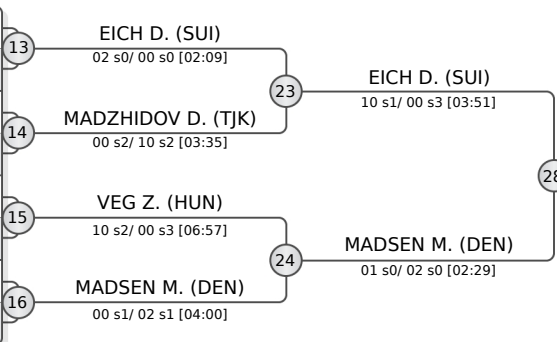 13
EICH D. (SUI)
02 s0/ 00 s0 [02:09]
23
EICH D. (SUI)
10 s1/ 00 s3 [03:51]
14
MADZHIDOV D. (TJK)
00 s2/ 10 s2 [03:35]
28
15
VEG Z. (HUN)
10 s2/ 00 s3 [06:57]
24
MADSEN M. (DEN)
01 s0/ 02 s0 [02:29]
16
MADSEN M. (DEN)
00 s1/ 02 s1 [04:00]